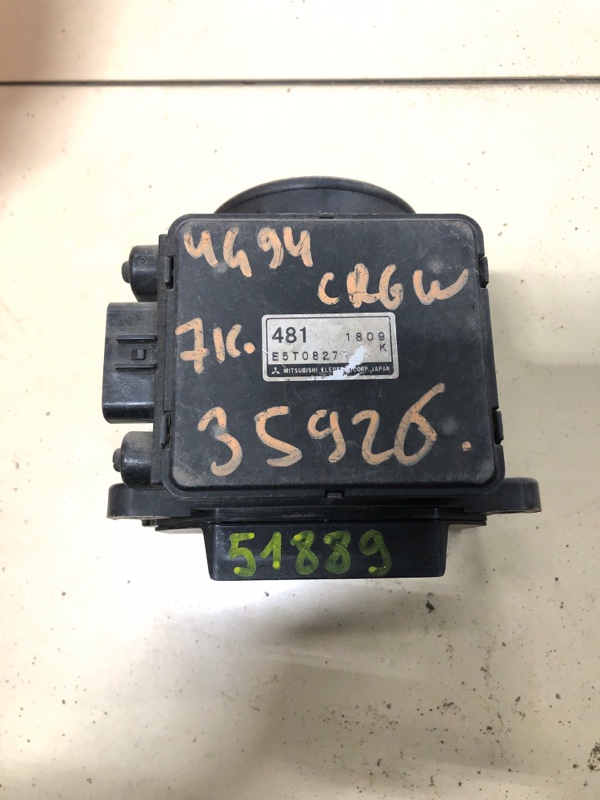 4G94
CR6W
7K.
481 1809
E5T0827 K
MITSUBISHI ELECTRIC CORP. JAPAN
35926.
51889